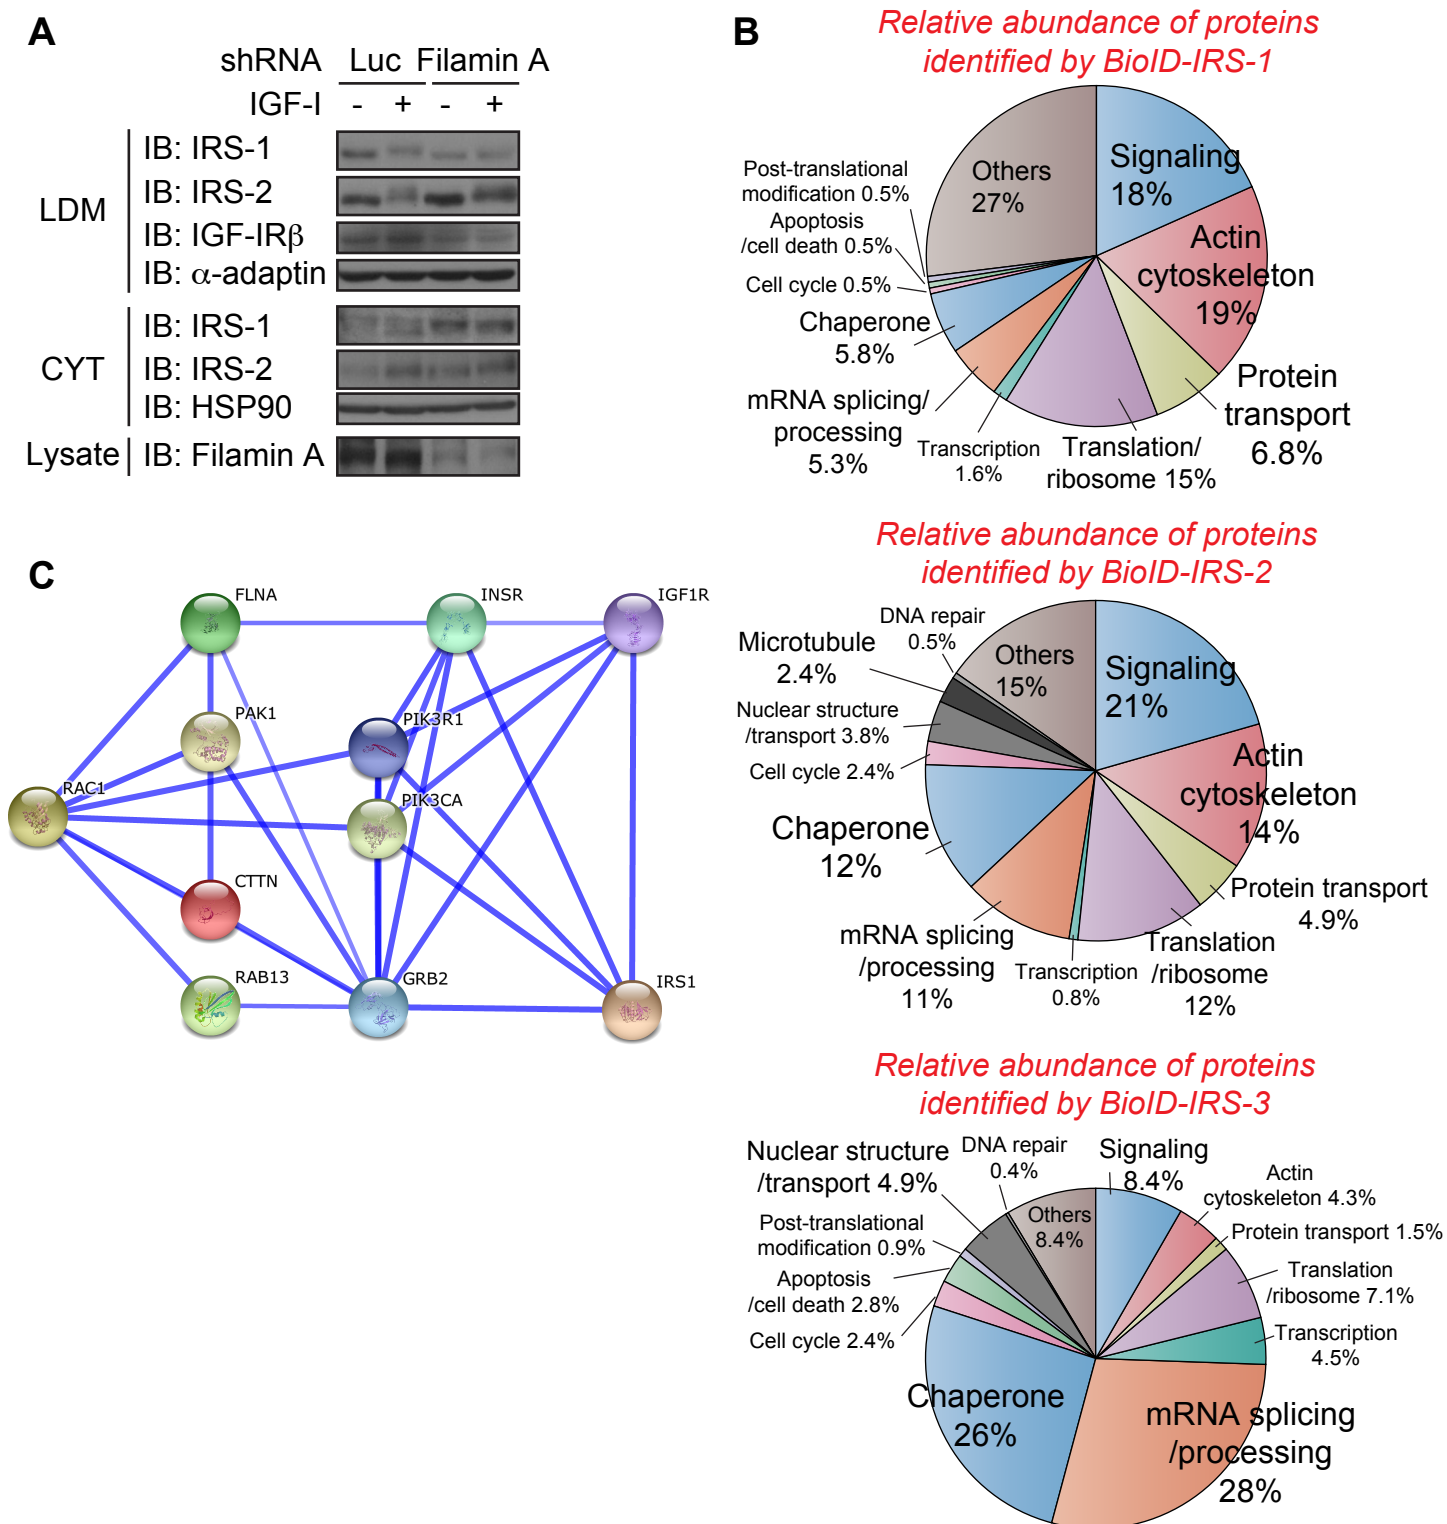 A
shRNA Luc Filamin A
IGF-I - + - +
LDM
IB: IRS-1
IB: IRS-2
IB: IGF-IRβ
IB: α-adaptin
CYT
IB: IRS-1
IB: IRS-2
IB: HSP90
Lysate
IB: Filamin A
B
Relative abundance of proteins
identified by BioID-IRS-1
Signaling
18%
Actin
cytoskeleton
19%
Protein
transport
6.8%
Translation/
ribosome 15%
Transcription
1.6%
mRNA splicing/
processing
5.3%
Chaperone
5.8%
Cell cycle 0.5%
Apoptosis
/cell death 0.5%
Post-translational
modification 0.5%
Others
27%
Relative abundance of proteins
identified by BioID-IRS-2
Signaling
21%
Actin
cytoskeleton
14%
Protein transport
4.9%
Translation
/ribosome
12%
Transcription
0.8%
mRNA splicing
/processing
11%
Chaperone
12%
Cell cycle 2.4%
Nuclear structure
/transport 3.8%
Microtubule
2.4%
DNA repair
0.5%
Others
15%
Relative abundance of proteins
identified by BioID-IRS-3
Signaling
8.4%
Actin
cytoskeleton 4.3%
Protein transport 1.5%
Translation
/ribosome 7.1%
Transcription
4.5%
mRNA splicing
/processing
28%
Chaperone
26%
Cell cycle 2.4%
Apoptosis
/cell death 2.8%
Post-translational
modification 0.9%
Nuclear structure
/transport 4.9%
DNA repair
0.4%
Others
8.4%
C
FLNA
INSR
IGF1R
PAK1
PIK3R1
RAC1
PIK3CA
CTTN
RAB13
GRB2
IRS1